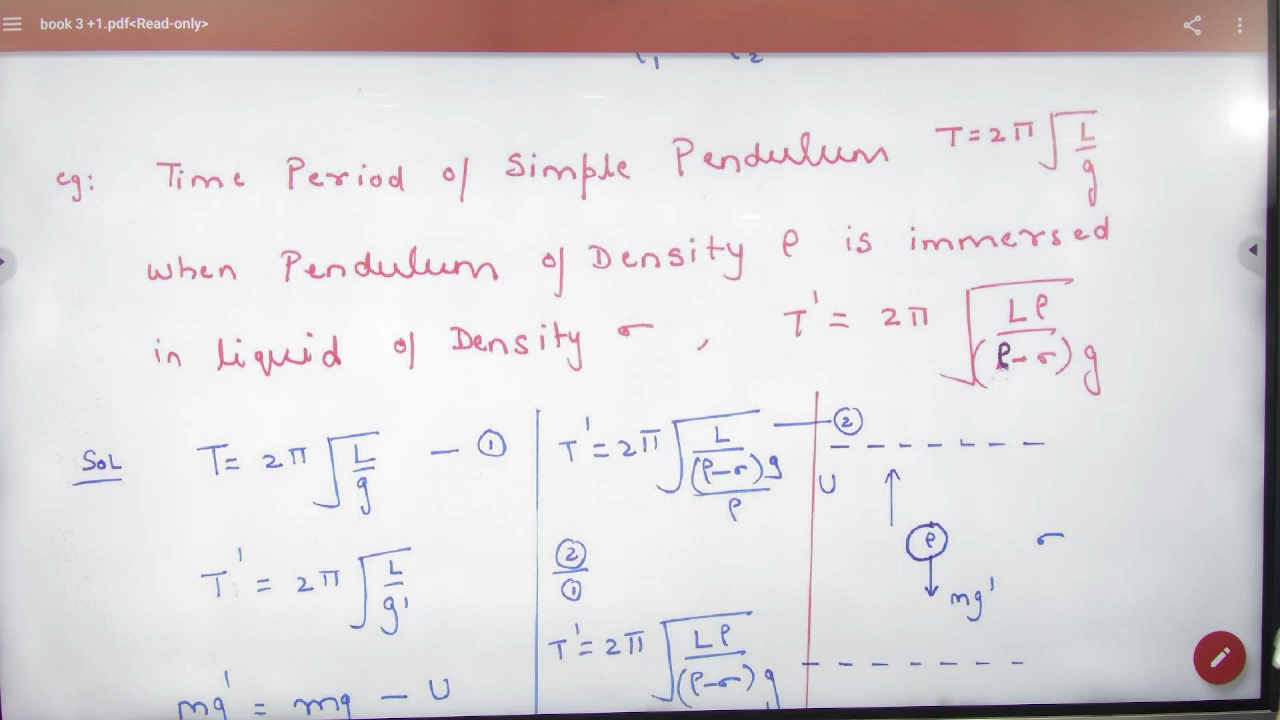 book 3 +1.pdf<Read-only>
eg: Time Period of Simple Pendulum T = 2π √(L/g)
when Pendulum of Density ρ is immersed
in liquid of Density σ , T' = 2π √(Lρ/(ρ-σ)g)
SOL T = 2π √(L/g) — ①
T' = 2π √(L/g')
mg' = mg - U
T' = 2π √(L/((ρ-σ)g/ρ)) — ②
②/①
T' = 2π √(Lρ/(ρ-σ)g)
U
ρ
σ
mg'